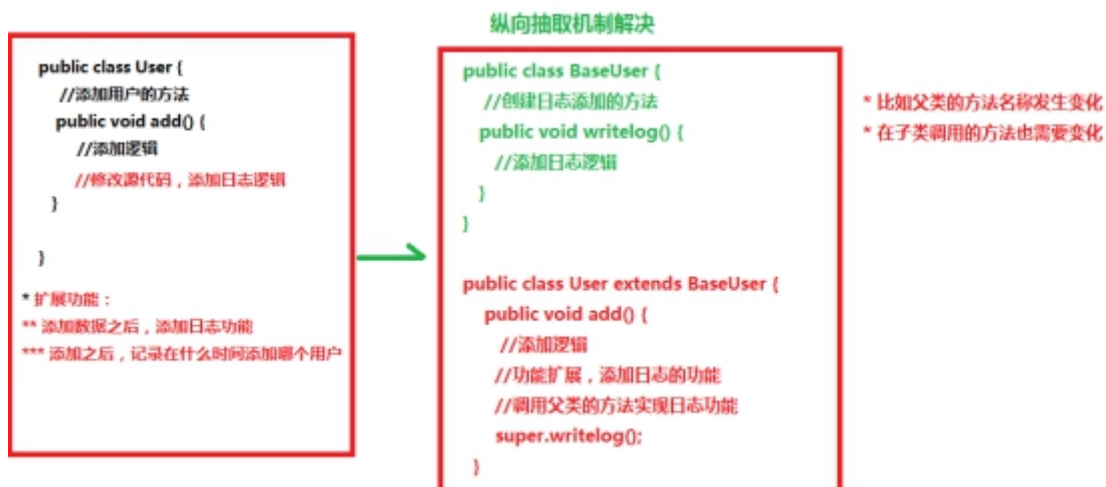 纵向抽取机制解决
public class User {
//添加用户的方法
public void add() {
//添加逻辑
//修改源代码，添加日志逻辑
}
}
* 扩展功能：
** 添加数据之后，添加日志功能
*** 添加之后，记录在什么时间添加哪个用户
public class BaseUser {
//创建日志添加的方法
public void writelog() {
//添加日志逻辑
}
}
public class User extends BaseUser {
public void add() {
//添加逻辑
//功能扩展，添加日志的功能
//调用父类的方法实现日志功能
super.writelog();
}
* 比如父类的方法名称发生变化
* 在子类调用的方法也需要变化